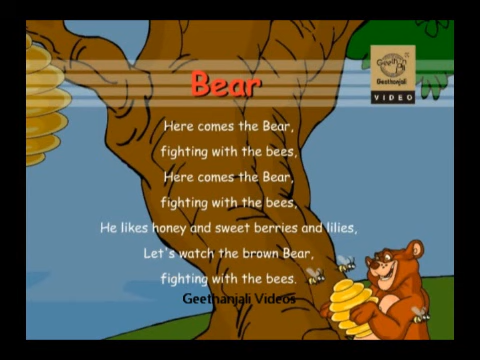 Bear
Geethanjali
VIDEO
Here comes the Bear,
fighting with the bees,
Here comes the Bear,
fighting with the bees,
He likes honey and sweet berries and lilies,
Let's watch the brown Bear,
fighting with the bees.
Geethanjali Videos